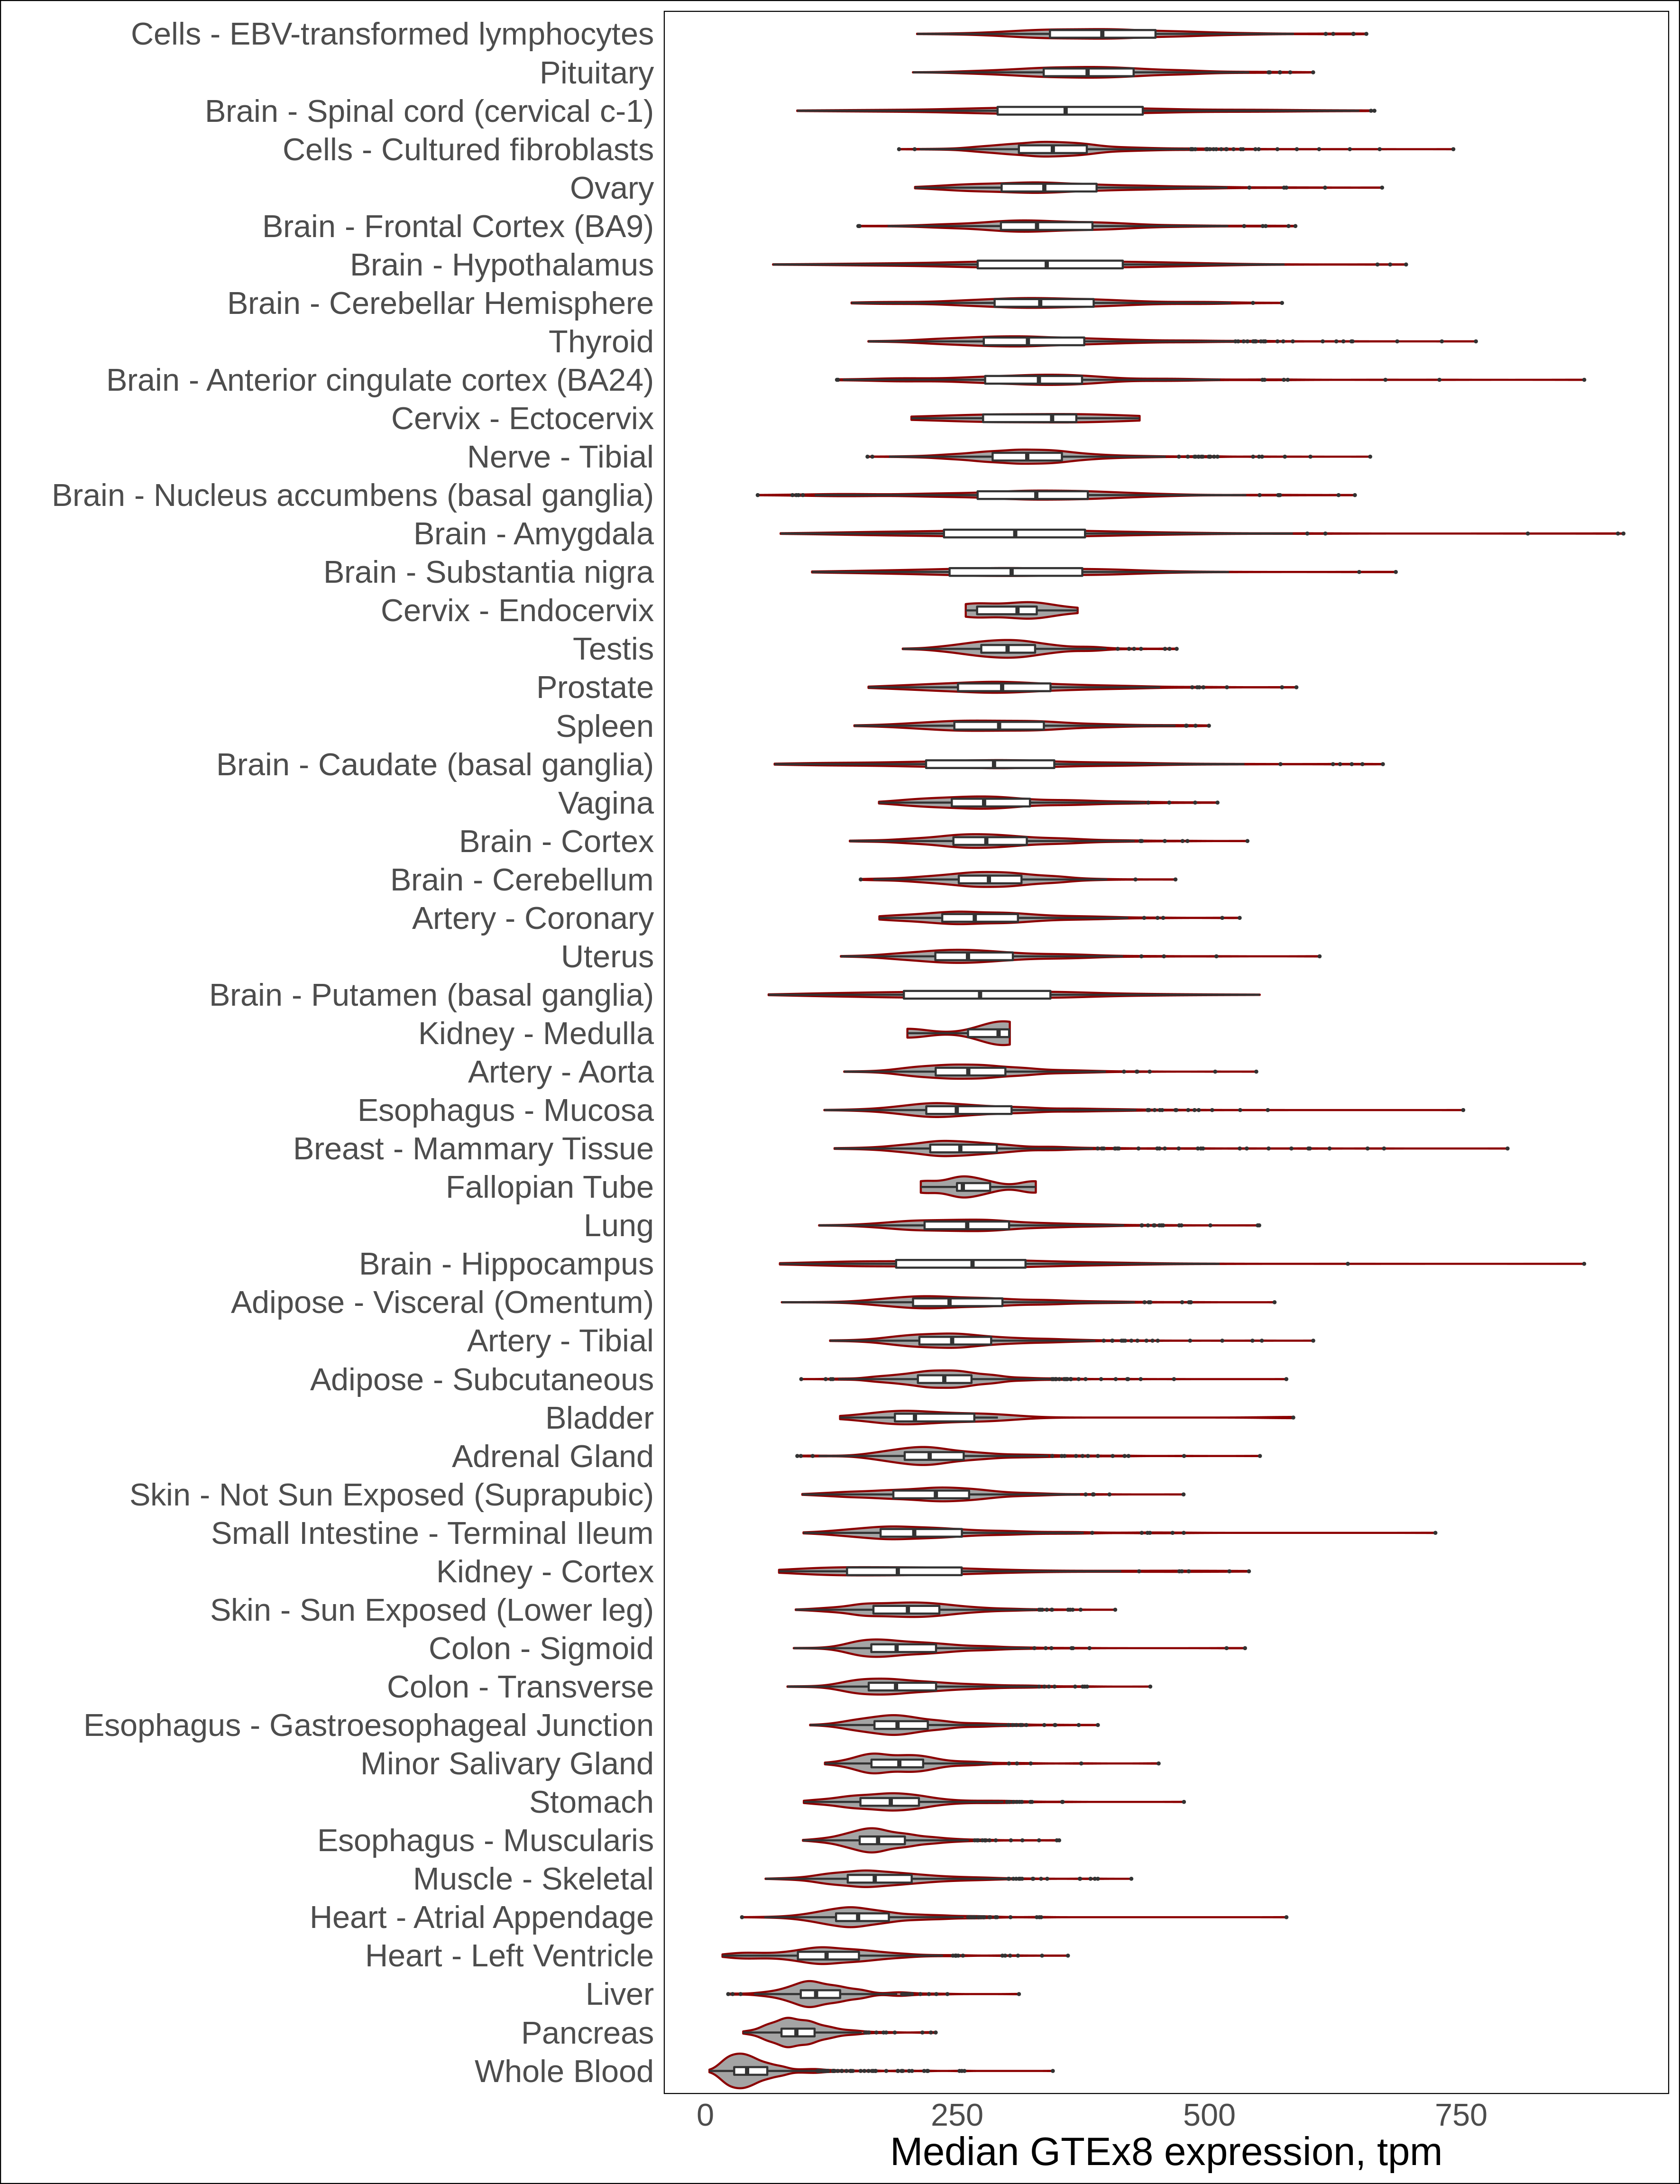 Cells - EBV-transformed lymphocytes
Pituitary
Brain - Spinal cord (cervical c-1)
Cells - Cultured fibroblasts
Ovary
Brain - Frontal Cortex (BA9)
Brain - Hypothalamus
Brain - Cerebellar Hemisphere
Thyroid
Brain - Anterior cingulate cortex (BA24)
Cervix - Ectocervix
Nerve - Tibial
Brain - Nucleus accumbens (basal ganglia)
Brain - Amygdala
Brain - Substantia nigra
Cervix - Endocervix
Testis
Prostate
Spleen
Brain - Caudate (basal ganglia)
Vagina
Brain - Cortex
Brain - Cerebellum
Artery - Coronary
Uterus
Brain - Putamen (basal ganglia)
Kidney - Medulla
Artery - Aorta
Esophagus - Mucosa
Breast - Mammary Tissue
Fallopian Tube
Lung
Brain - Hippocampus
Adipose - Visceral (Omentum)
Artery - Tibial
Adipose - Subcutaneous
Bladder
Adrenal Gland
Skin - Not Sun Exposed (Suprapubic)
Small Intestine - Terminal Ileum
Kidney - Cortex
Skin - Sun Exposed (Lower leg)
Colon - Sigmoid
Colon - Transverse
Esophagus - Gastroesophageal Junction
Minor Salivary Gland
Stomach
Esophagus - Muscularis
Muscle - Skeletal
Heart - Atrial Appendage
Heart - Left Ventricle
Liver
Pancreas
Whole Blood
0 250 500 750
Median GTEx8 expression, tpm